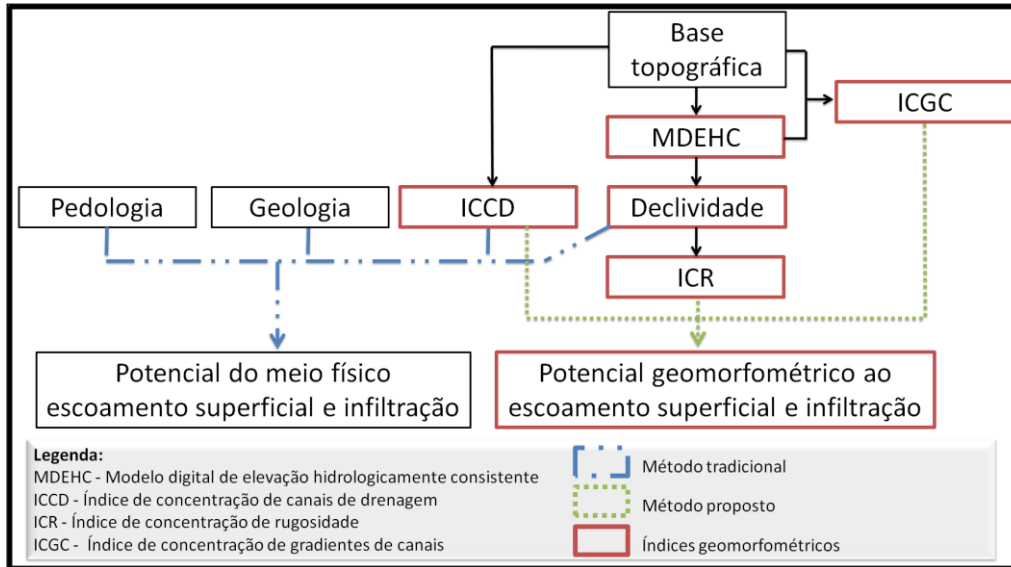 Base
topográfica
ICGC
MDEHC
Pedologia
Geologia
ICCD
Declividade
ICR
Potencial do meio físico
escoamento superficial e infiltração
Potencial geomorfométrico ao
escoamento superficial e infiltração
Legenda:
MDEHC - Modelo digital de elevação hidrologicamente consistente
ICCD - Índice de concentração de canais de drenagem
ICR - Índice de concentração de rugosidade
ICGC - Índice de concentração de gradientes de canais
Método tradicional
Método proposto
Índices geomorfométricos